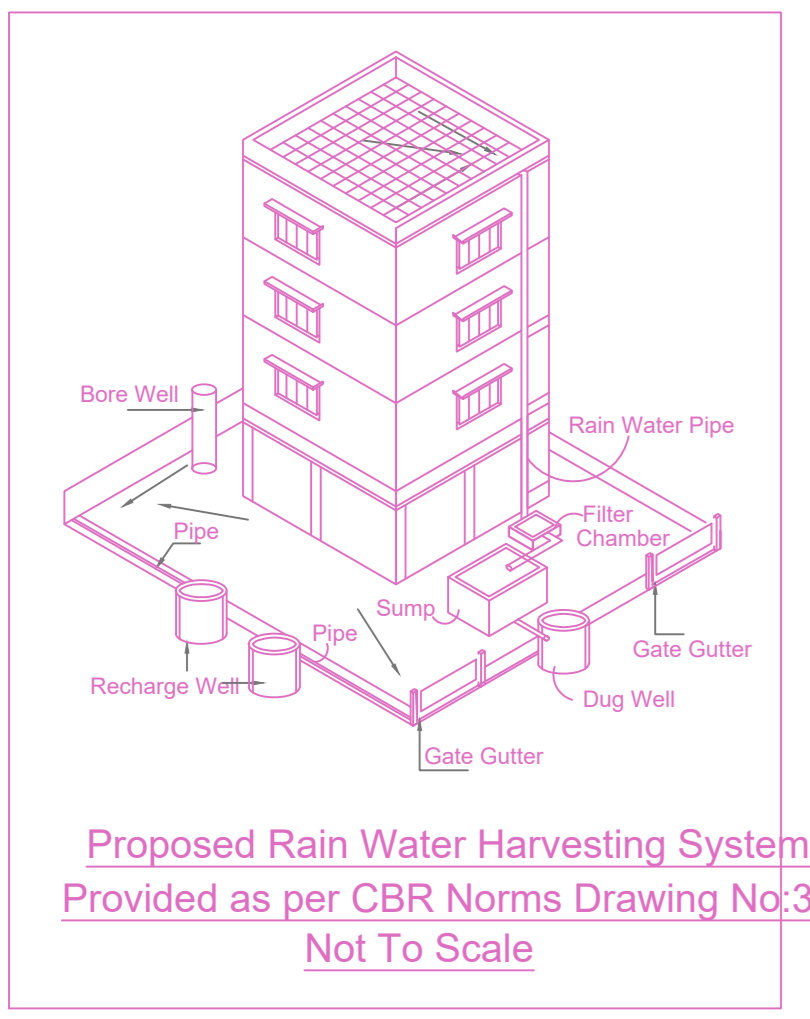 Bore Well
Rain Water Pipe
Filter
Chamber
Pipe
Sump
Pipe
Gate Gutter
Recharge Well
Dug Well
Gate Gutter
Proposed Rain Water Harvesting System
Provided as per CBR Norms Drawing No:3
Not To Scale